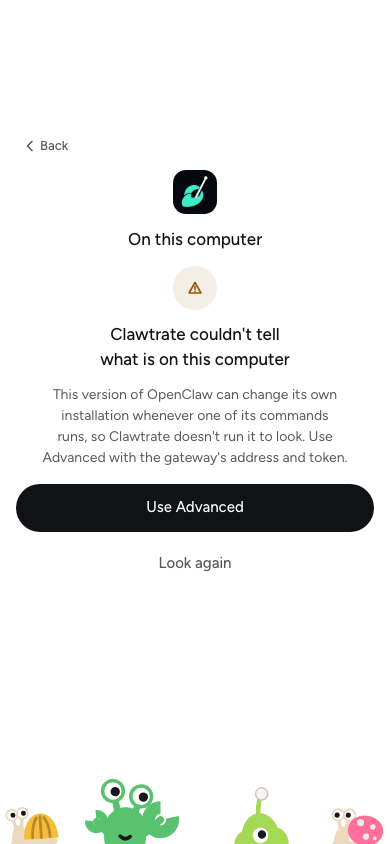 Back
On this computer
Clawtrate couldn't tell
what is on this computer
This version of OpenClaw can change its own
installation whenever one of its commands
runs, so Clawtrate doesn't run it to look. Use
Advanced with the gateway's address and token.
Use Advanced
Look again